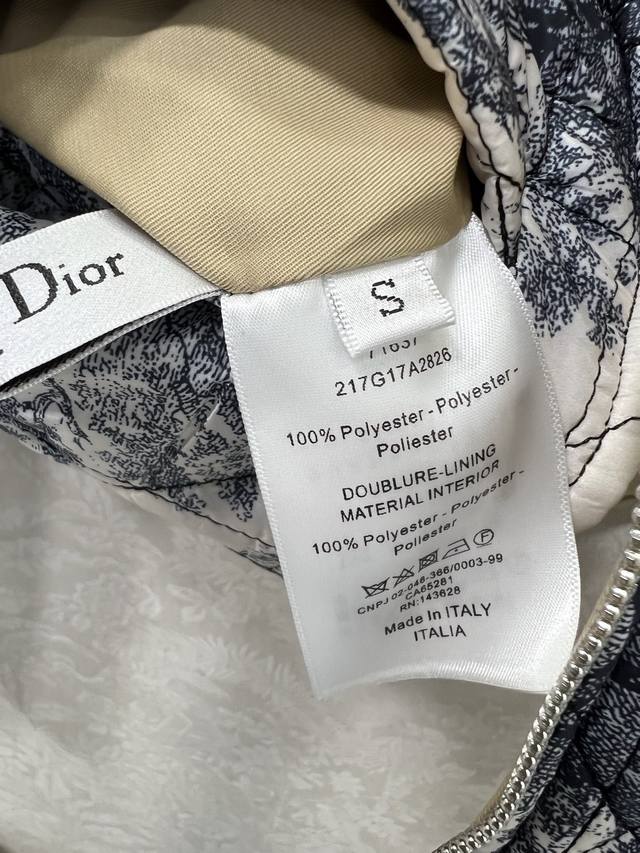 Dior
S
217G17A2826
100% Polyester - Polyester -
Poliester
DOUBLURE-LINING
MATERIAL INTERIOR
100% Polyester - Polyester -
Poliester
CNPJ 02-046-366/0003-99
CA65281
RN:143628
Made In ITALY
ITALIA